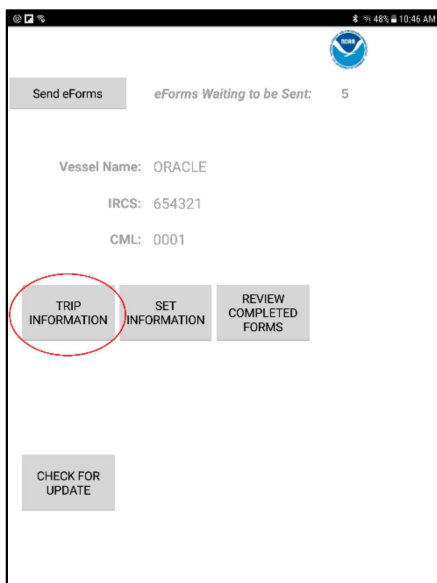 48% 10:46 AM
NOAA
Send eForms eForms Waiting to be Sent: 5
Vessel Name: ORACLE
IRCS: 654321
CML: 0001
TRIP
INFORMATION
SET
INFORMATION
REVIEW
COMPLETED
FORMS
CHECK FOR
UPDATE